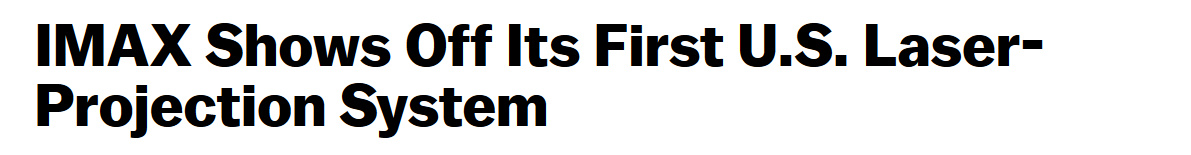 IMAX Shows Off Its First U.S. Laser-
Projection System